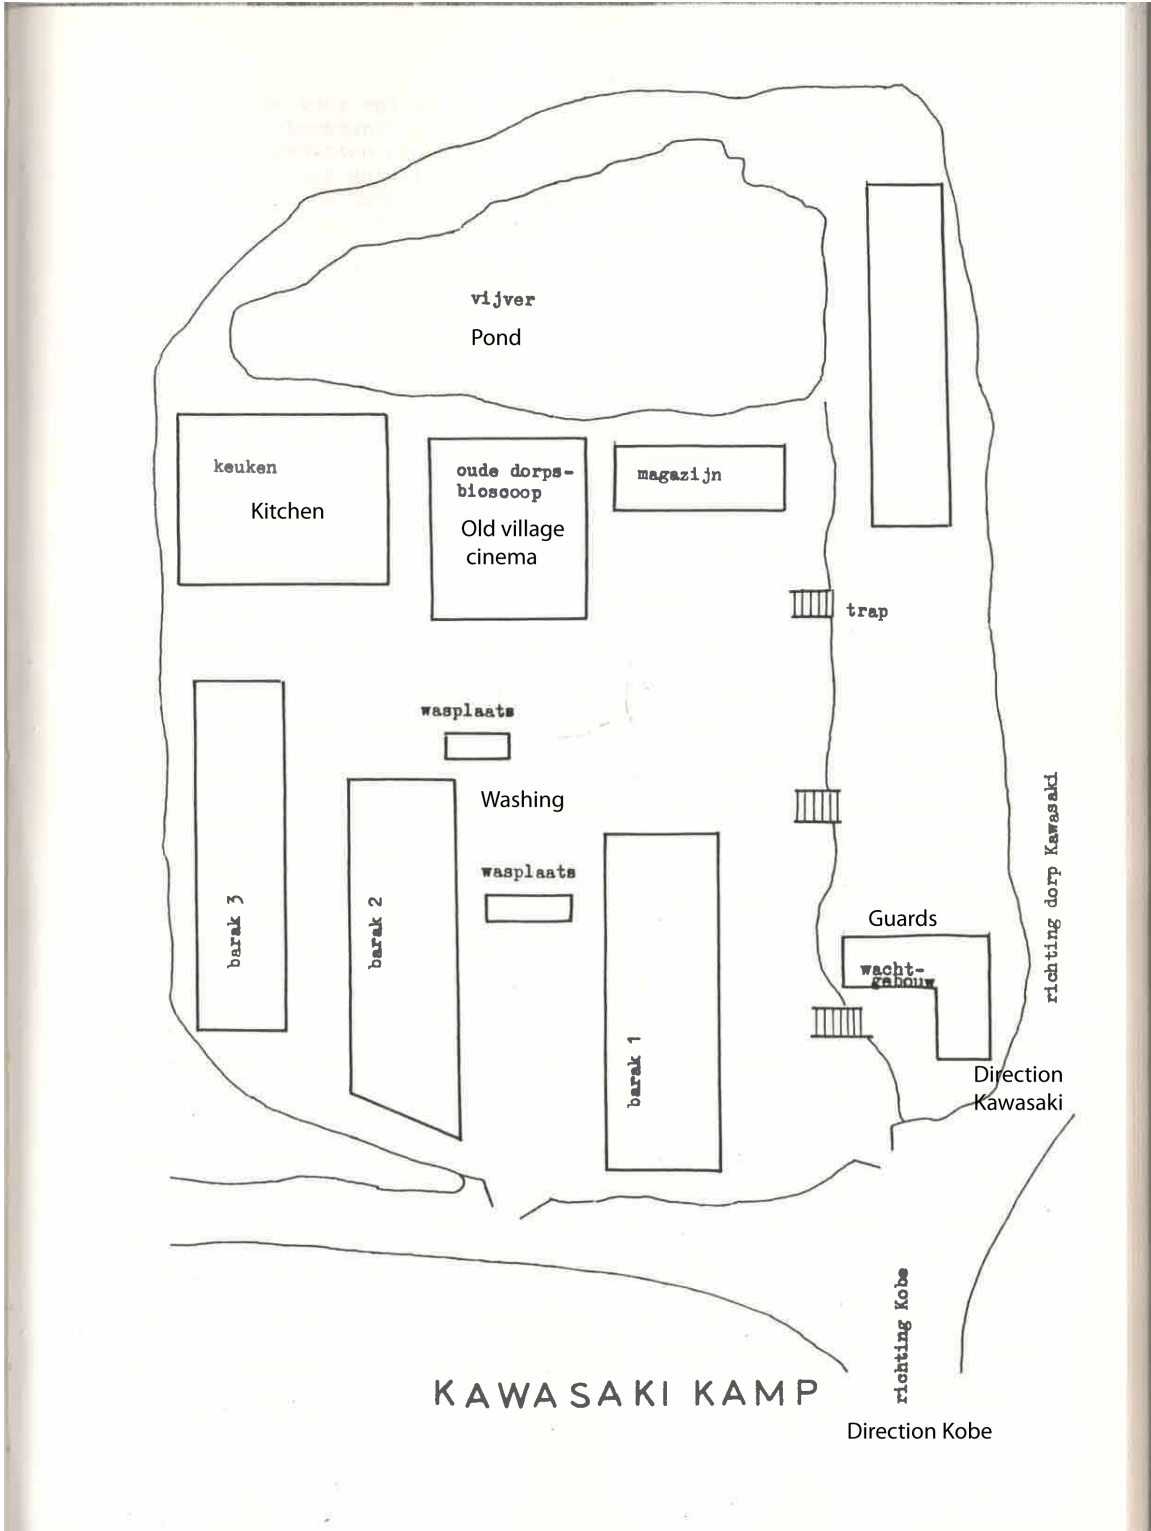 vijver
Pond
keuken
Kitchen
oude dorps-
bioscoop
Old village
cinema
magazijn
trap
wasplaats
Washing
wasplaats
barak 3
barak 2
barak 1
Guards
wacht-
gebouw
richting dorp Kawasaki
Direction
Kawasaki
richting Kobe
KAWASAKI KAMP
Direction Kobe